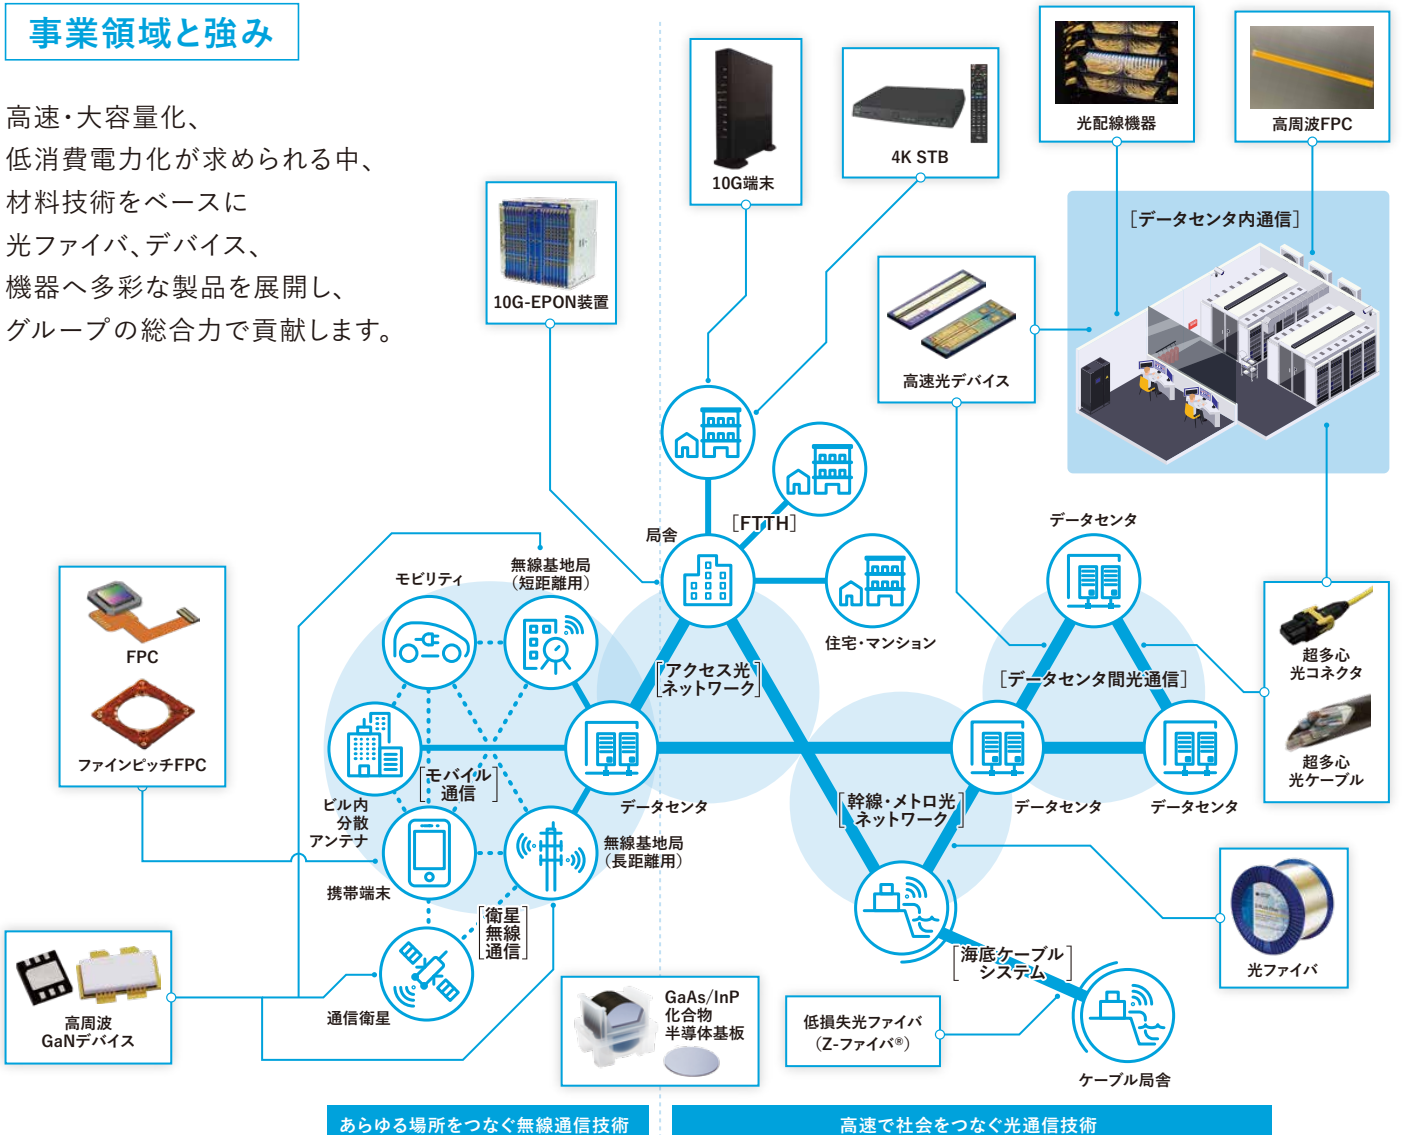 事業領域と強み
高速・大容量化、
低消費電力化が求められる中、
材料技術をベースに
光ファイバ、デバイス、
機器へ多彩な製品を展開し、
グループの総合力で貢献します。
10G-EPON装置
10G端末
4K STB
光配線機器
高周波FPC
[データセンタ内通信]
高速光デバイス
局舎
[FTTH]
住宅・マンション
データセンタ
無線基地局
（短距離用）
モビリティ
FPC
ファインピッチFPC
[アクセス光
ネットワーク]
[データセンタ間光通信]
超多心
光コネクタ
超多心
光ケーブル
[モバイル
通信]
データセンタ
データセンタ
データセンタ
ビル内
分散
アンテナ
[幹線・メトロ光
ネットワーク]
無線基地局
（長距離用）
携帯端末
[衛星
無線
通信]
[海底ケーブル
システム]
光ファイバ
高周波
GaNデバイス
通信衛星
GaAs/InP
化合物
半導体基板
低損失光ファイバ
（Z-ファイバ®）
ケーブル局舎
あらゆる場所をつなぐ無線通信技術
高速で社会をつなぐ光通信技術